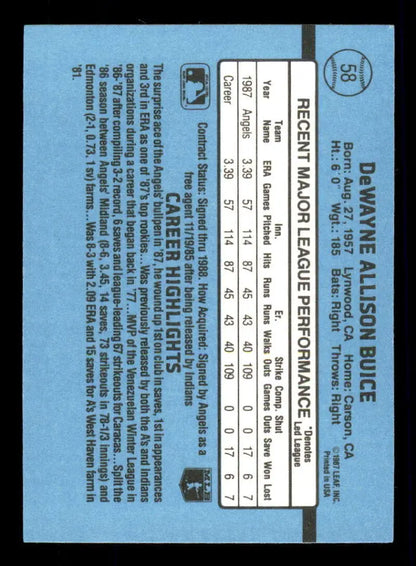 58
DeWAYNE ALLISON BUICE
Born: Aug. 27, 1957 Lynwood, CA Home: Carson, CA
Ht.: 6' 0" Wgt.: 185 Bats: Right Throws: Right
©1987 LEAF, INC.
Printed in USA
RECENT MAJOR LEAGUE PERFORMANCE
*Denotes
Led League
Team Inn. Er. Strike Comp. Shut
Year Name ERA Games Pitched Hits Runs Runs Walks Outs Games Outs Save Won Lost
1987 Angels 3.39 57 114 87 45 43 40 109 0 0 17 6 7
Career 3.39 57 114 87 45 43 40 109 0 0 17 6 7
Contract Status: Signed thru 1988. How Acquired: Signed by Angels as a
free agent 11/19/85 after being released by Indians
CAREER HIGHLIGHTS
The surprise ace of the Angels' bullpen in '87, he wound up 1st on club in saves, 1st in appearances
and 3rd in ERA as one of '87's top rookies... Was previously released by both the A's and Indians
organizations during a career that began back in '77... MVP of the Venezuelan Winter League in
'86-'87 after compiling 3-2 record, 6 saves and league-leading 67 strikeouts for Caracas... Split the
'86 season between Angels' Midland (8-6, 3.45, 14 saves, 73 strikeouts in 78-1/3 innings) and
Edmonton (2-1, 0.73, 1 sv) farms... Was 8-3 with 2.09 ERA and 15 saves for A's West Haven farm in
'81.
MLB